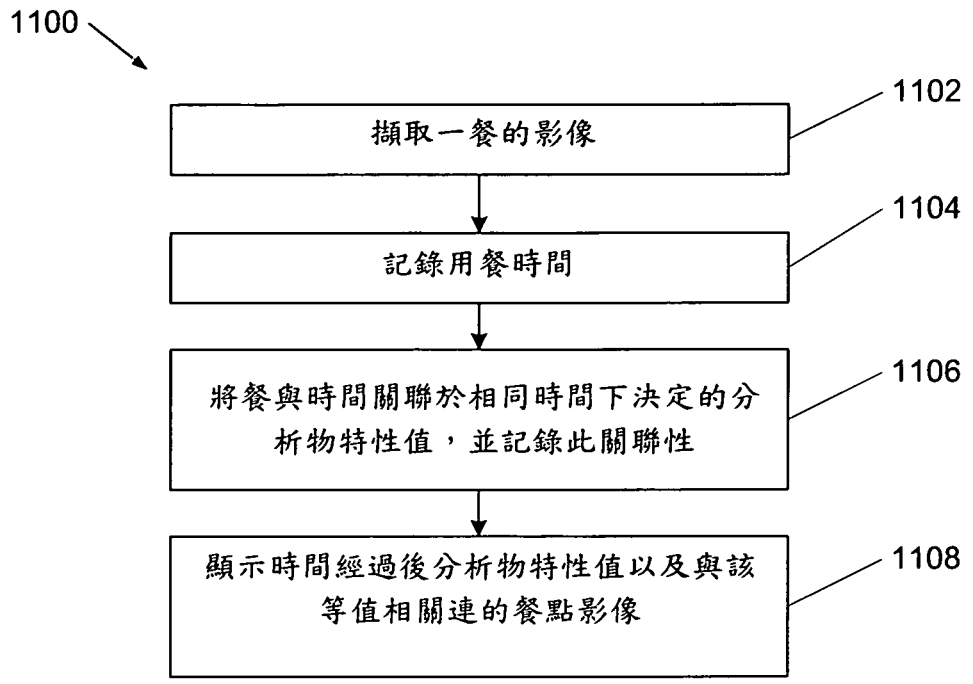 1100
1102
擷取一餐的影像
1104
記錄用餐時間
1106
將餐與時間關聯於相同時間下決定的分
析物特性值，並記錄此關聯性
1108
顯示時間經過後分析物特性值以及與該
等值相關連的餐點影像